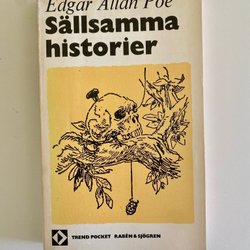 Edgar Allan Poe
Sällsamma
historier
TREND POCKET RABÉN & SJÖGREN